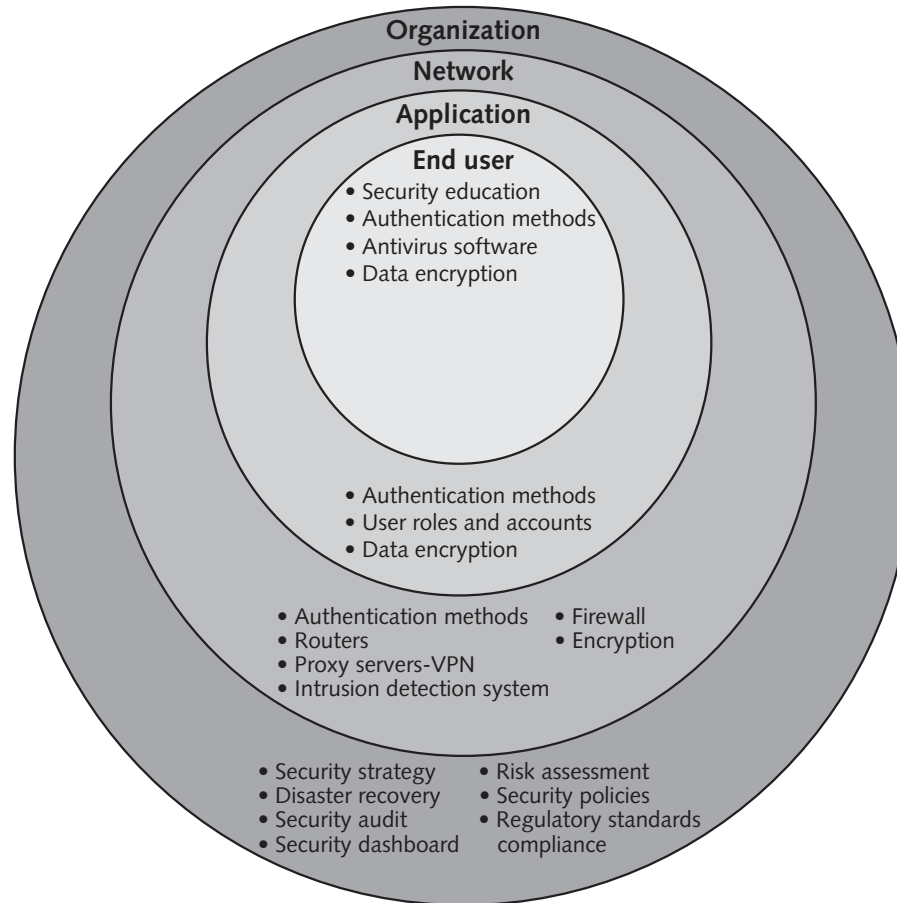 Organization
Network
Application
End user
• Security education
• Authentication methods
• Antivirus software
• Data encryption
• Authentication methods
• User roles and accounts
• Data encryption
• Authentication methods
• Routers
• Proxy servers-VPN
• Intrusion detection system
• Firewall
• Encryption
• Security strategy
• Disaster recovery
• Security audit
• Security dashboard
• Risk assessment
• Security policies
• Regulatory standards
compliance